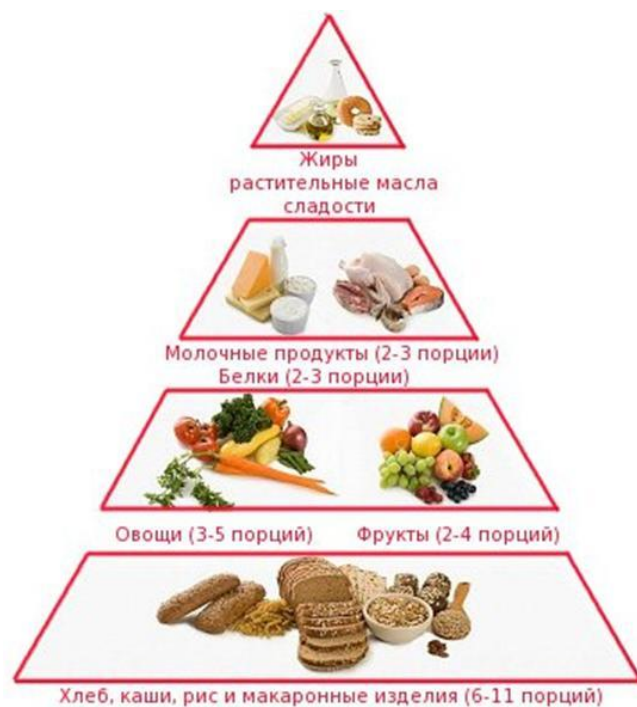 Жиры
растительные масла
сладости
Молочные продукты (2-3 порции)
Белки (2-3 порции)
Овощи (3-5 порций)
Фрукты (2-4 порций)
Хлеб, каши, рис и макаронные изделия (6-11 порций)